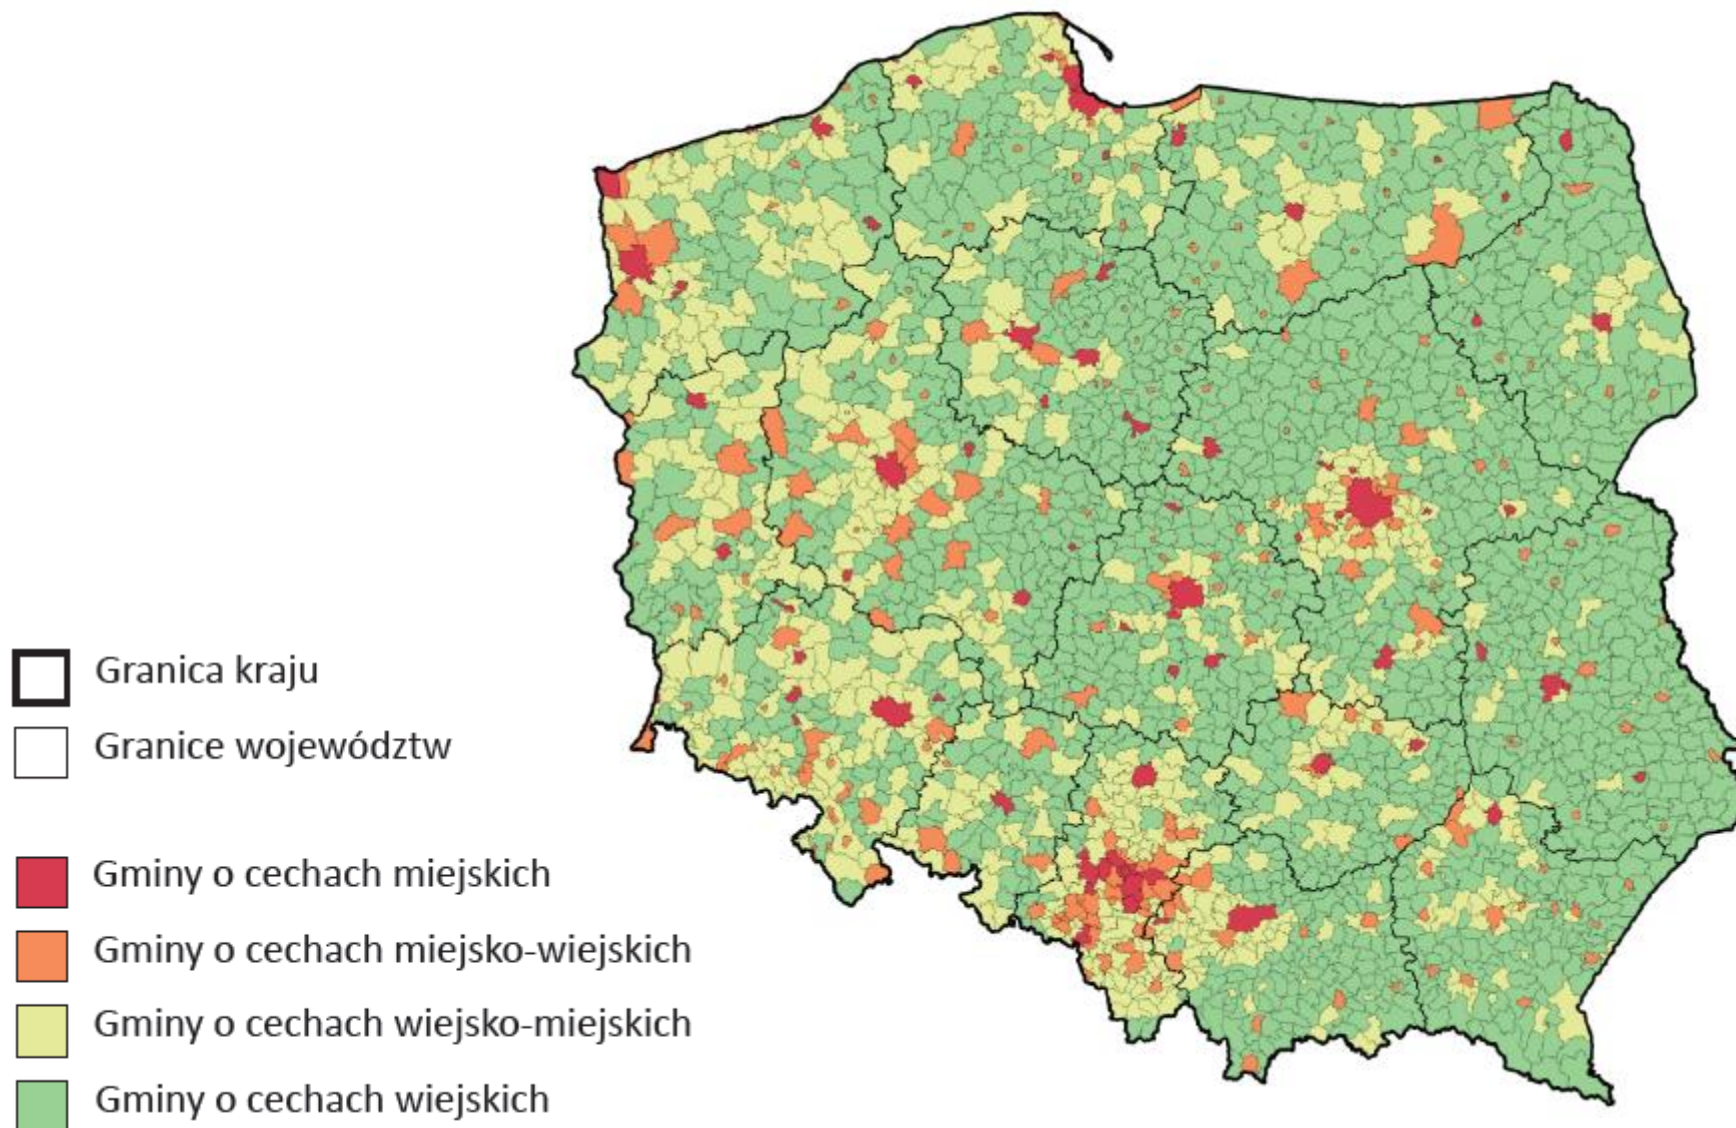 Granica kraju
Granice województw
Gminy o cechach miejskich
Gminy o cechach miejsko-wiejskich
Gminy o cechach wiejsko-miejskich
Gminy o cechach wiejskich